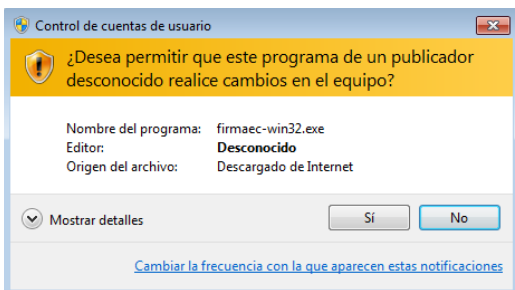 Control de cuentas de usuario
¿Desea permitir que este programa de un publicador
desconocido realice cambios en el equipo?
Nombre del programa: firmaec-win32.exe
Editor: Desconocido
Origen del archivo: Descargado de Internet
Mostrar detalles Sí No
Cambiar la frecuencia con la que aparecen estas notificaciones